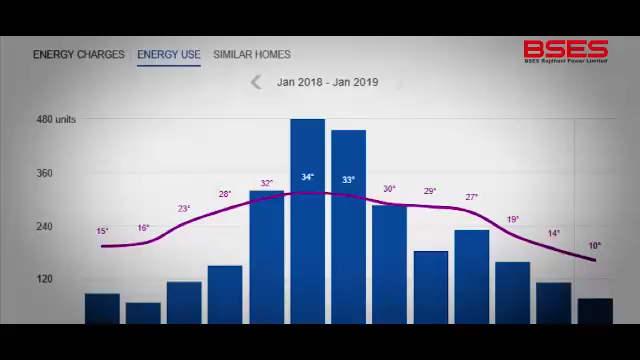 BSES
BSES Rajdhani Power Limited
ENERGY CHARGES ENERGY USE SIMILAR HOMES
Jan 2018 - Jan 2019
480 units
360
240
120
15° 16° 23° 28° 32° 34° 33° 30° 29° 27° 19° 14° 10°